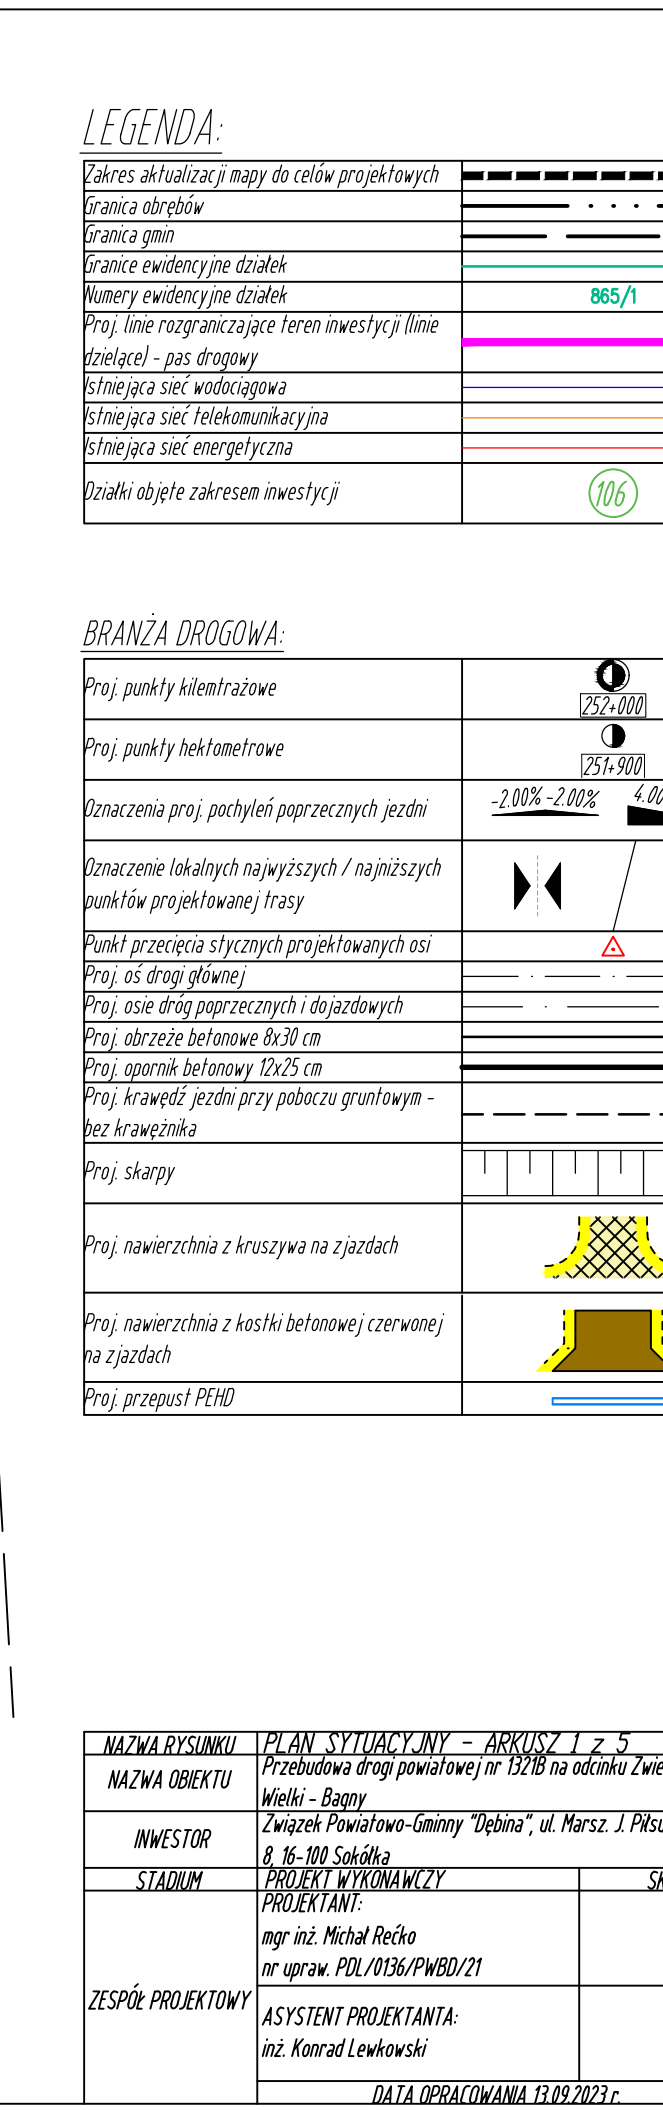 LEGENDA:
Zakres aktualizacji mapy do celów projektowych
Granica obrębów
Granica gmin
Granice ewidencyjne działek
Numery ewidencyjne działek 865/1
Proj. linie rozgraniczające teren inwestycji (linie
dzielące) - pas drogowy
Istniejąca sieć wodociągowa
Istniejąca sieć telekomunikacyjna
Istniejąca sieć energetyczna
Działki objęte zakresem inwestycji 106
BRANŻA DROGOWA:
Proj. punkty kilemtrażowe 252+000
Proj. punkty hektometrowe 251+900
Oznaczenia proj. pochyleń poprzecznych jezdni -2.00% -2.00%
Oznaczenie lokalnych najwyższych / najniższych
punktów projektowanej trasy
Punkt przecięcia stycznych projektowanych osi
Proj. oś drogi głównej
Proj. osie dróg poprzecznych i dojazdowych
Proj. obrzeże betonowe 8x30 cm
Proj. opornik betonowy 12x25 cm
Proj. krawędź jezdni przy poboczu gruntowym -
bez krawężnika
Proj. skarpy
Proj. nawierzchnia z kruszywa na zjazdach
Proj. nawierzchnia z kostki betonowej czerwonej
na zjazdach
Proj. przepust PEHD
NAZWA RYSUNKU PLAN SYTUACYJNY - ARKUSZ 1 z 5
NAZWA OBIEKTU
Przebudowa drogi powiatowej nr 1321B na odcinku
Wielki - Bagny
INWESTOR
Związek Powiatowo-Gminny "Dębina", ul. Marsz. J.
8, 16-100 Sokółka
STADIUM PROJEKT WYKONAWCZY
ZESPÓŁ PROJEKTOWY
PROJEKTANT:
mgr inż. Michał Rećko
nr upraw. PDL/0136/PWBD/21
ASYSTENT PROJEKTANTA:
inż. Konrad Lewkowski
DATA OPRACOWANIA 13.09.2023 r.